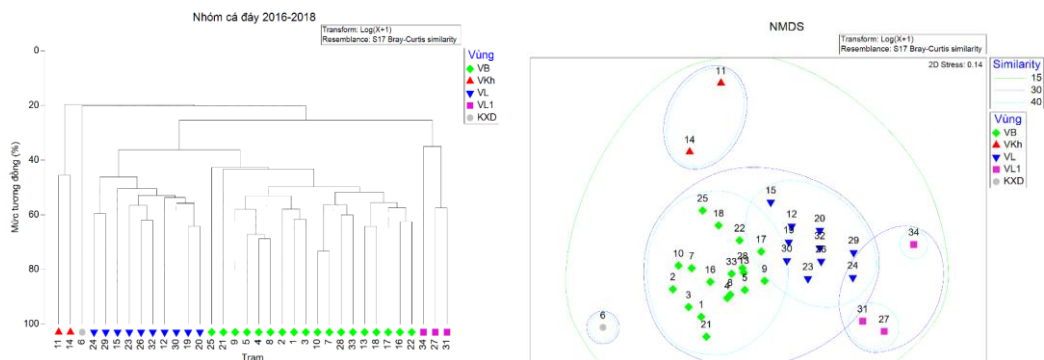 Nhóm cá đáy 2016-2018
Transform: Log(X+1)
Resemblance: S17 Bray-Curtis similarity
Vùng
VB
VKh
VL
VL1
KXD
Mức tương đồng (%)
0
20
40
60
80
100
11 14 6 24 29 15 23 26 32 12 30 19 20 25 21 9 5 4 8 2 1 3 10 7 28 33 13 18 17 16 22 34 27 31
Trạm
NMDS
Transform: Log(X+1)
Resemblance: S17 Bray-Curtis similarity
2D Stress: 0.14
Similarity
15
30
40
Vùng
VB
VKh
VL
VL1
KXD
11
14
15
25
18
12
20
22
19
32
34
17
29
10
7
30
26
28
33
13
23
24
2
16
9
8
5
4
3
1
31
27
6
21